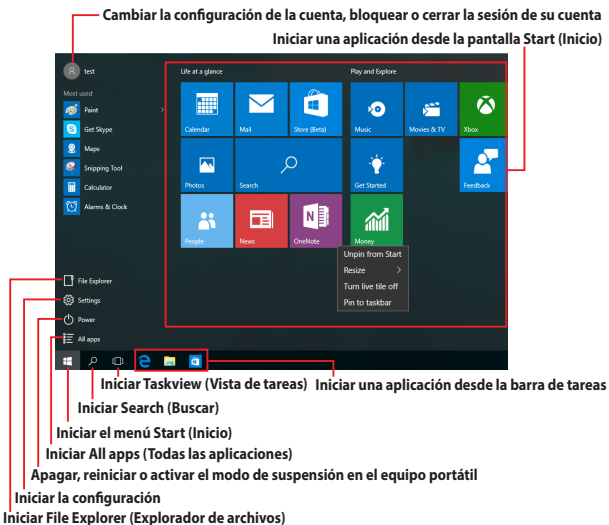 Cambiar la configuración de la cuenta, bloquear o cerrar la sesión de su cuenta
Iniciar una aplicación desde la pantalla Start (Inicio)
test
Most used
Paint
Get Skype
Maps
Snipping Tool
Calculator
Alarms & Clock
File Explorer
Settings
Power
All apps
Life at a glance
Play and Explore
Calendar
Mail
Store (Beta)
Music
Movies & TV
Xbox
Photos
Search
Get Started
Feedback
People
News
OneNote
Money
Unpin from Start
Resize
Turn live tile off
Pin to taskbar
Iniciar Taskview (Vista de tareas)
Iniciar una aplicación desde la barra de tareas
Iniciar Search (Buscar)
Iniciar el menú Start (Inicio)
Iniciar All apps (Todas las aplicaciones)
Apagar, reiniciar o activar el modo de suspensión en el equipo portátil
Iniciar la configuración
Iniciar File Explorer (Explorador de archivos)